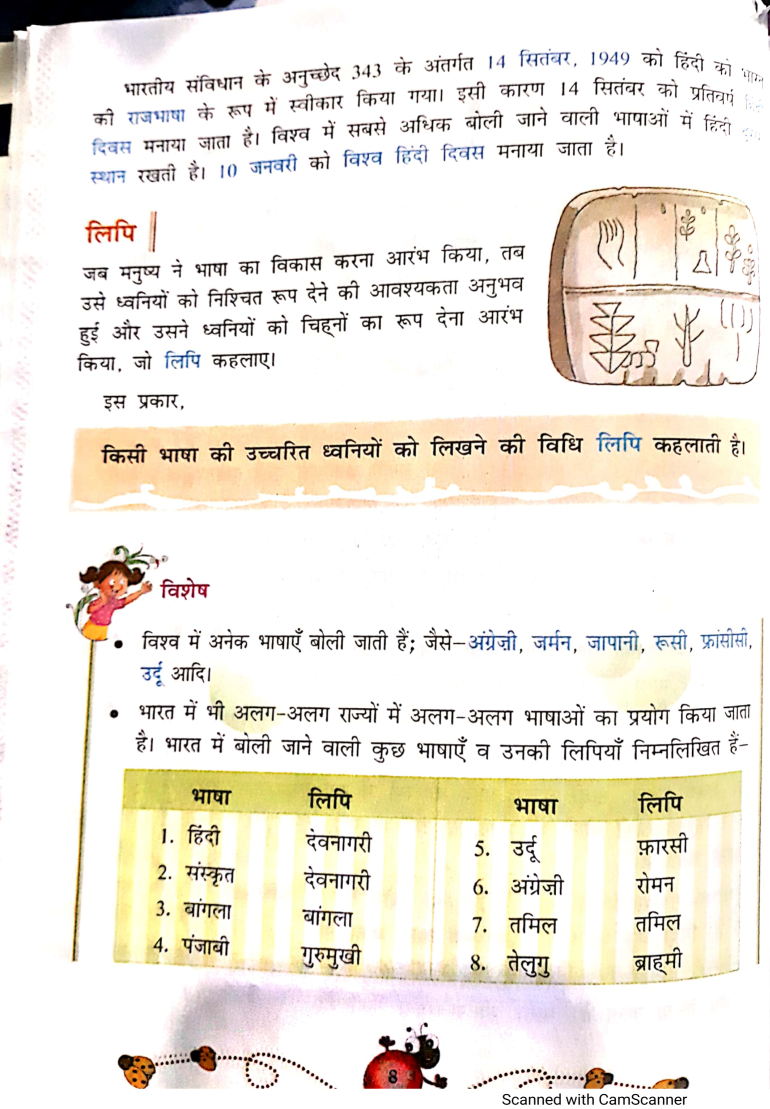 भारतीय संविधान के अनुच्छेद 343 के अंतर्गत 14 सितंबर, 1949 को हिंदी को
की राजभाषा के रूप में स्वीकार किया गया। इसी कारण 14 सितंबर को प्रतिवर्ष
दिवस मनाया जाता है। विश्व में सबसे अधिक बोली जाने वाली भाषाओं में हिंदी
स्थान रखती है। 10 जनवरी को विश्व हिंदी दिवस मनाया जाता है।
लिपि
जब मनुष्य ने भाषा का विकास करना आरंभ किया, तब
उसे ध्वनियों को निश्चित रूप देने की आवश्यकता अनुभव
हुई और उसने ध्वनियों को चिह्नों का रूप देना आरंभ
किया, जो लिपि कहलाए।
इस प्रकार,
किसी भाषा की उच्चरित ध्वनियों को लिखने की विधि लिपि कहलाती है।
विशेष
• विश्व में अनेक भाषाएँ बोली जाती हैं; जैसे–अंग्रेज़ी, जर्मन, जापानी, रूसी, फ्रांसीसी,
उर्दू आदि।
• भारत में भी अलग-अलग राज्यों में अलग-अलग भाषाओं का प्रयोग किया जाता
है। भारत में बोली जाने वाली कुछ भाषाएँ व उनकी लिपियाँ निम्नलिखित हैं–
भाषा लिपि भाषा लिपि
1. हिंदी देवनागरी 5. उर्दू फ़ारसी
2. संस्कृत देवनागरी 6. अंग्रेज़ी रोमन
3. बांगला बांगला 7. तमिल तमिल
4. पंजाबी गुरुमुखी 8. तेलुगु ब्राह्मी
8
Scanned with CamScanner